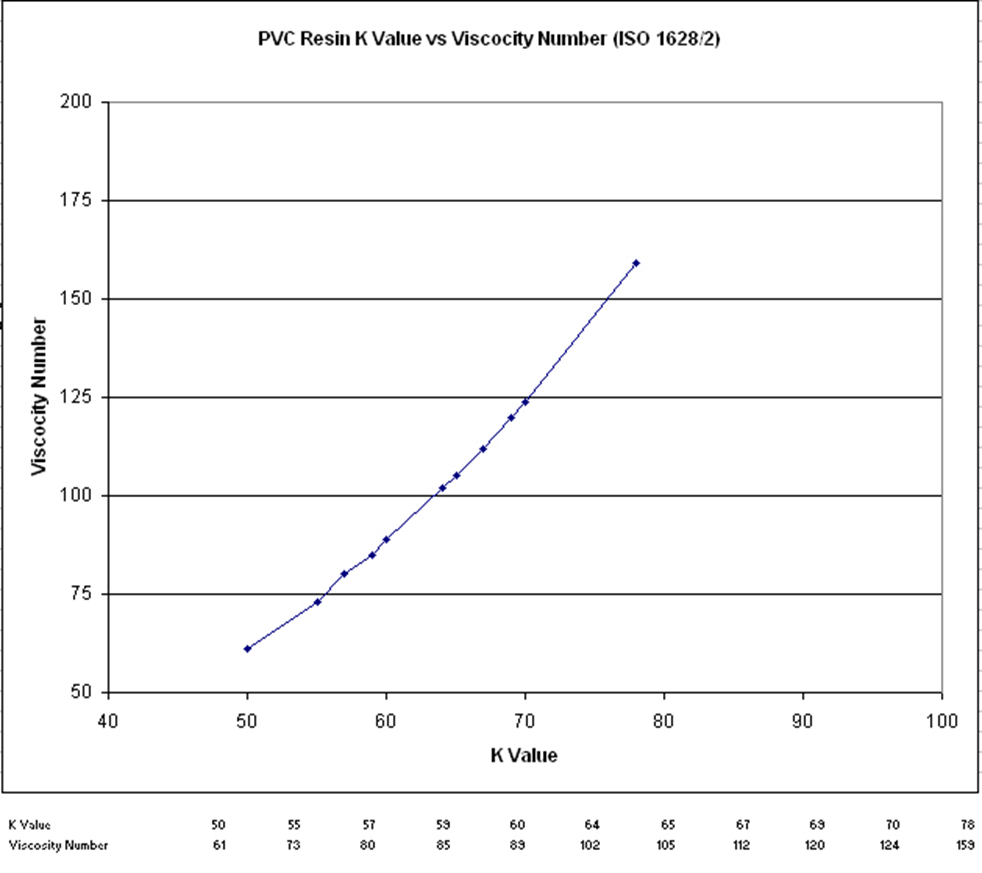 PVC Resin K Value vs Viscocity Number (ISO 1628/2)
200
175
150
125
100
75
50
Viscocity Number
40 50 60 70 80 90 100
K Value
K Value 50 55 57 59 60 64 65 67 69 70 78
Viscosity Number 61 73 80 85 89 102 105 112 120 124 159